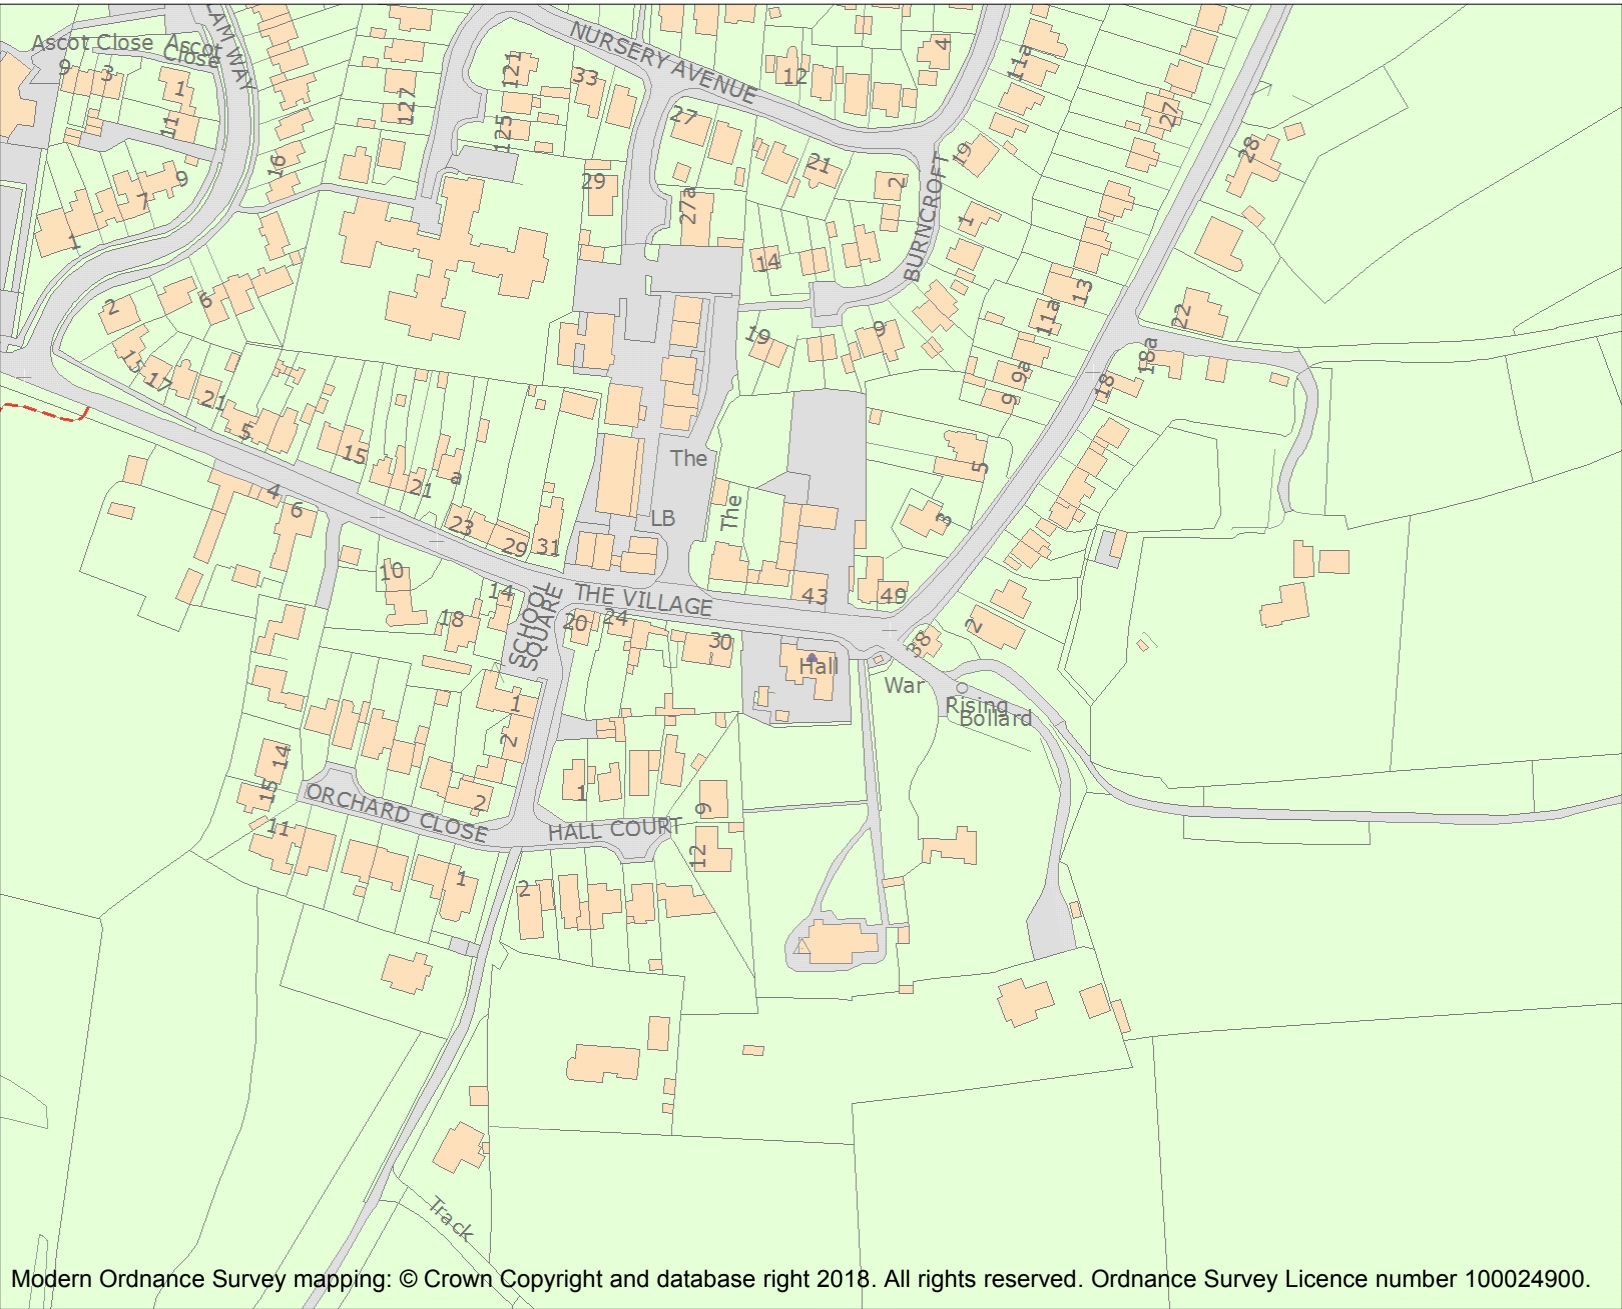 LAM WAY
Ascot Close
Ascot
Close
9
3
1
11
127
121
33
125
NURSERY AVENUE
12
4
11a
27
28
16
9
7
1
29
27
27a
21
2
19
BURNCROFT
1
14
13
11a
22
2
6
19
9
18a
9a
18
9
15
17
21
5
15
21
a
The
5
4
6
23
29
31
LB
The
3
10
14
SCHOOL
SQUARE
THE VILLAGE
43
49
18
20
24
30
38
2
Hall
War
Rising
Bollard
1
2
14
15
ORCHARD CLOSE
2
1
HALL COURT
9
11
12
1
2
Track
Modern Ordnance Survey mapping: © Crown Copyright and database right 2018. All rights reserved. Ordnance Survey Licence number 100024900.